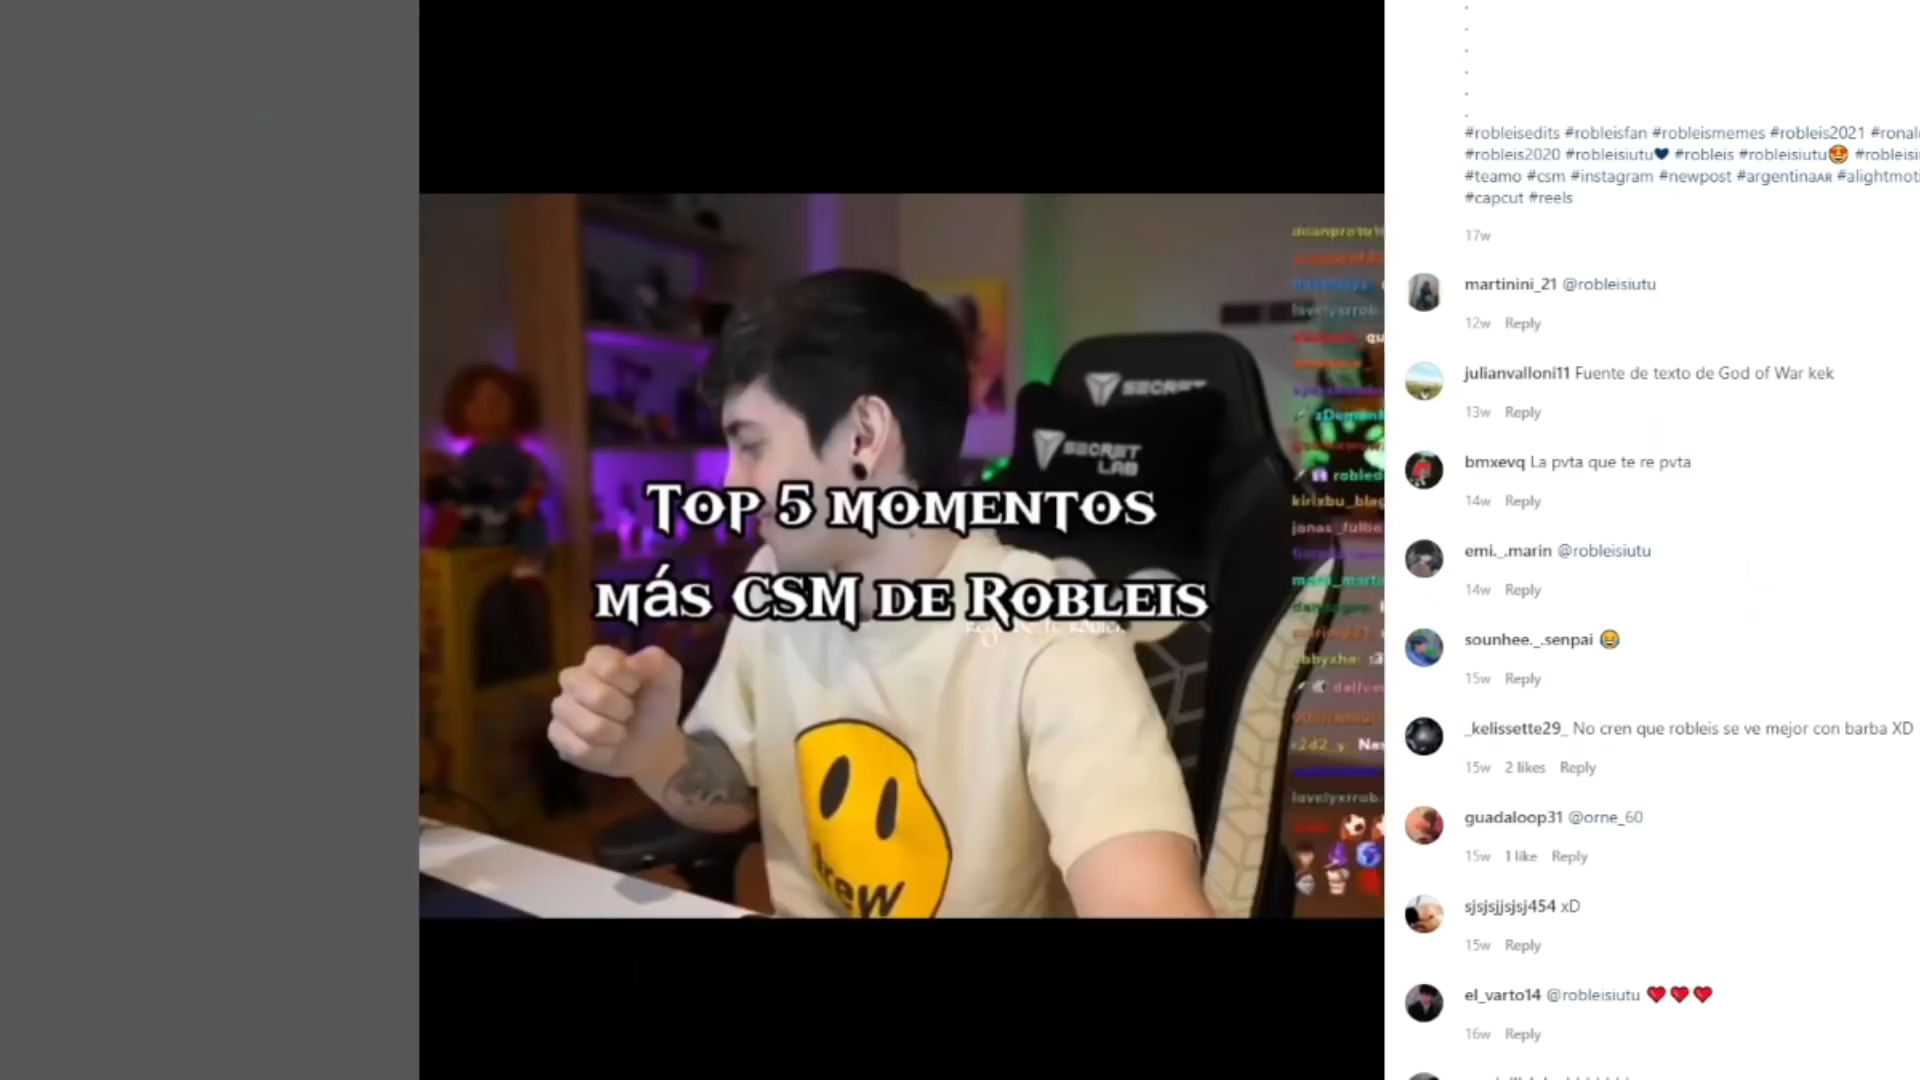 TOP 5 MOMENTOS
MáS CSM DE ROBLEIS
SECRET
SECRET
LAB
drew
kirixbu_blag
lovelyxrrob
#robleisedits #robleisfan #robleismemes #robleis2021
#robleis2020 #robleisiutu🖤 #robleis #robleisiutu🤩
#teamo #csm #instagram #newpost #argentinaAR
#capcut #reels
17w
martinini_21 @robleisiutu
12w Reply
julianvalloni11 Fuente de texto de God of War kek
13w Reply
bmxevq La pvta que te re pvta
14w Reply
emi._.marin @robleisiutu
14w Reply
sounhee._.senpai 😂
15w Reply
_kelissette29_ No cren que robleis se ve mejor con barba XD
15w 2 likes Reply
guadaloop31 @orne_60
15w 1 like Reply
sjsjsjjsjsj454 xD
15w Reply
el_varto14 @robleisiutu ❤️❤️❤️
16w Reply